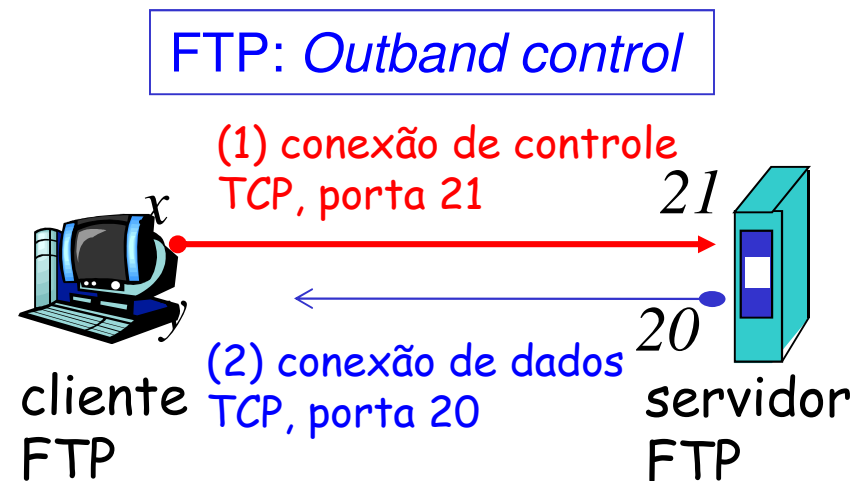 FTP: Outband control
(1) conexão de controle
TCP, porta 21
21
x
y
20
(2) conexão de dados
TCP, porta 20
cliente
FTP
servidor
FTP